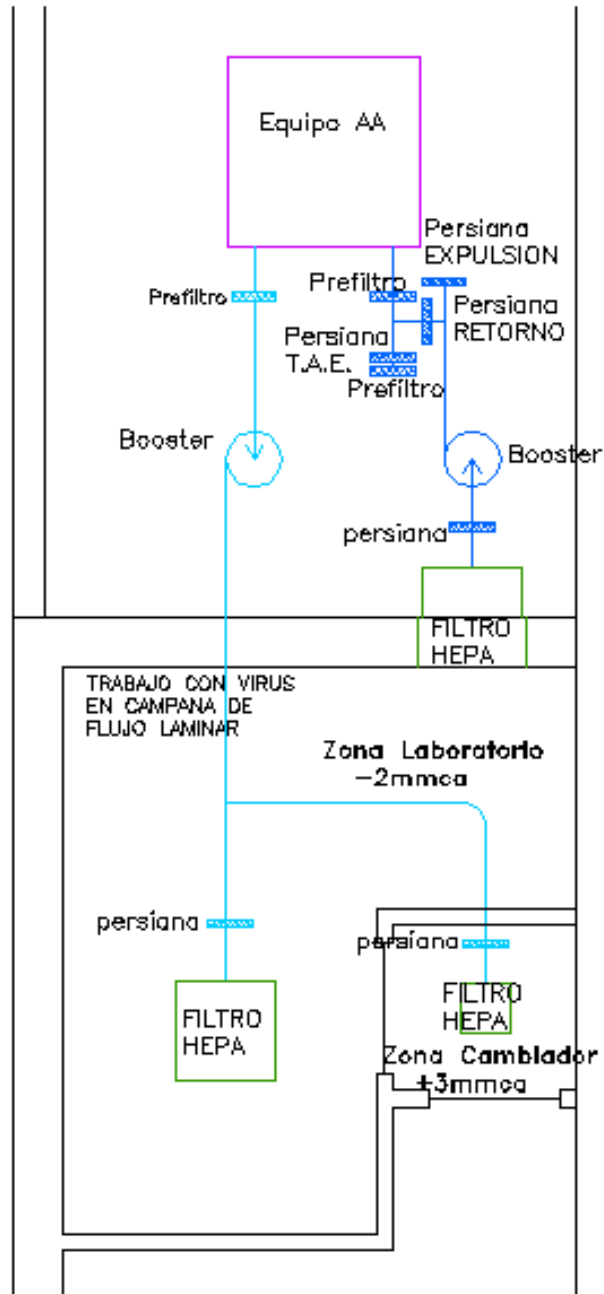 Equipo AA
Persiana
EXPULSION
Prefiltro
Prefiltro
Persiana
RETORNO
Persiana
T.A.E.
Prefiltro
Booster
Booster
persiana
FILTRO
HEPA
TRABAJO CON VIRUS
EN CAMPANA DE
FLUJO LAMINAR
Zona Laboratorio
-2mmca
persiana
persiana
FILTRO
HEPA
FILTRO
HEPA
Zona Cambiador
+3mmca